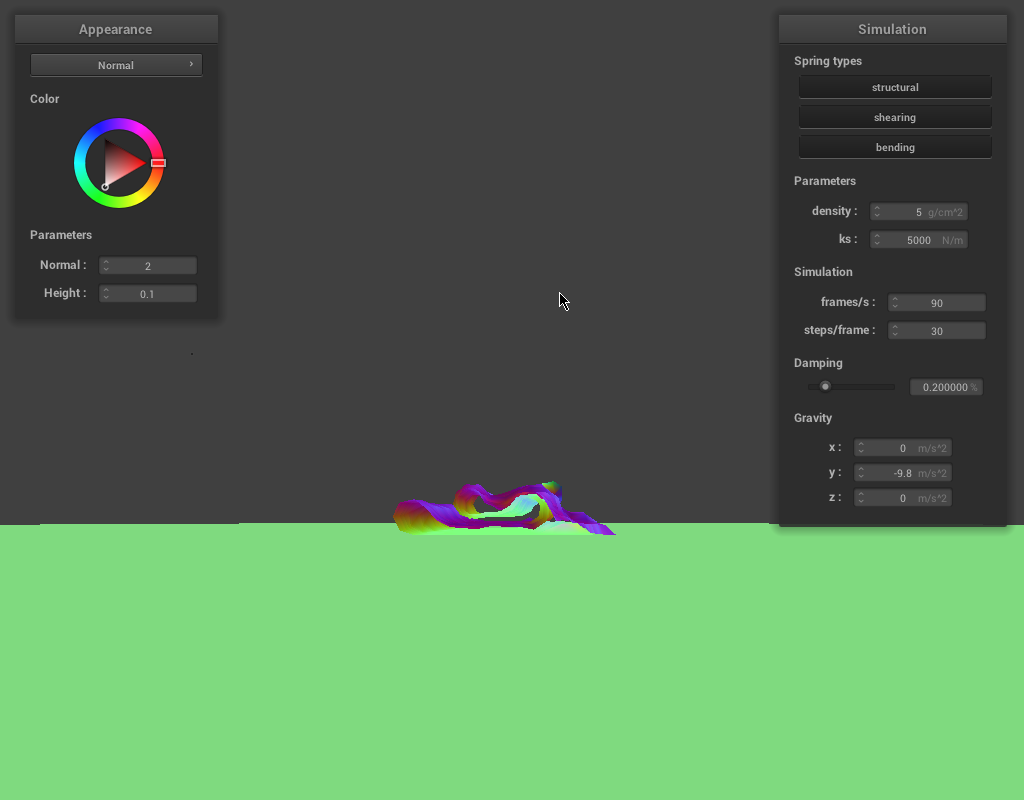 Appearance
Normal
Color
Parameters
Normal : 2
Height : 0.1
Simulation
Spring types
structural
shearing
bending
Parameters
density : 5 g/cm^2
ks : 5000 N/m
Simulation
frames/s : 90
steps/frame : 30
Damping
0.200000 %
Gravity
x : 0 m/s^2
y : -9.8 m/s^2
z : 0 m/s^2